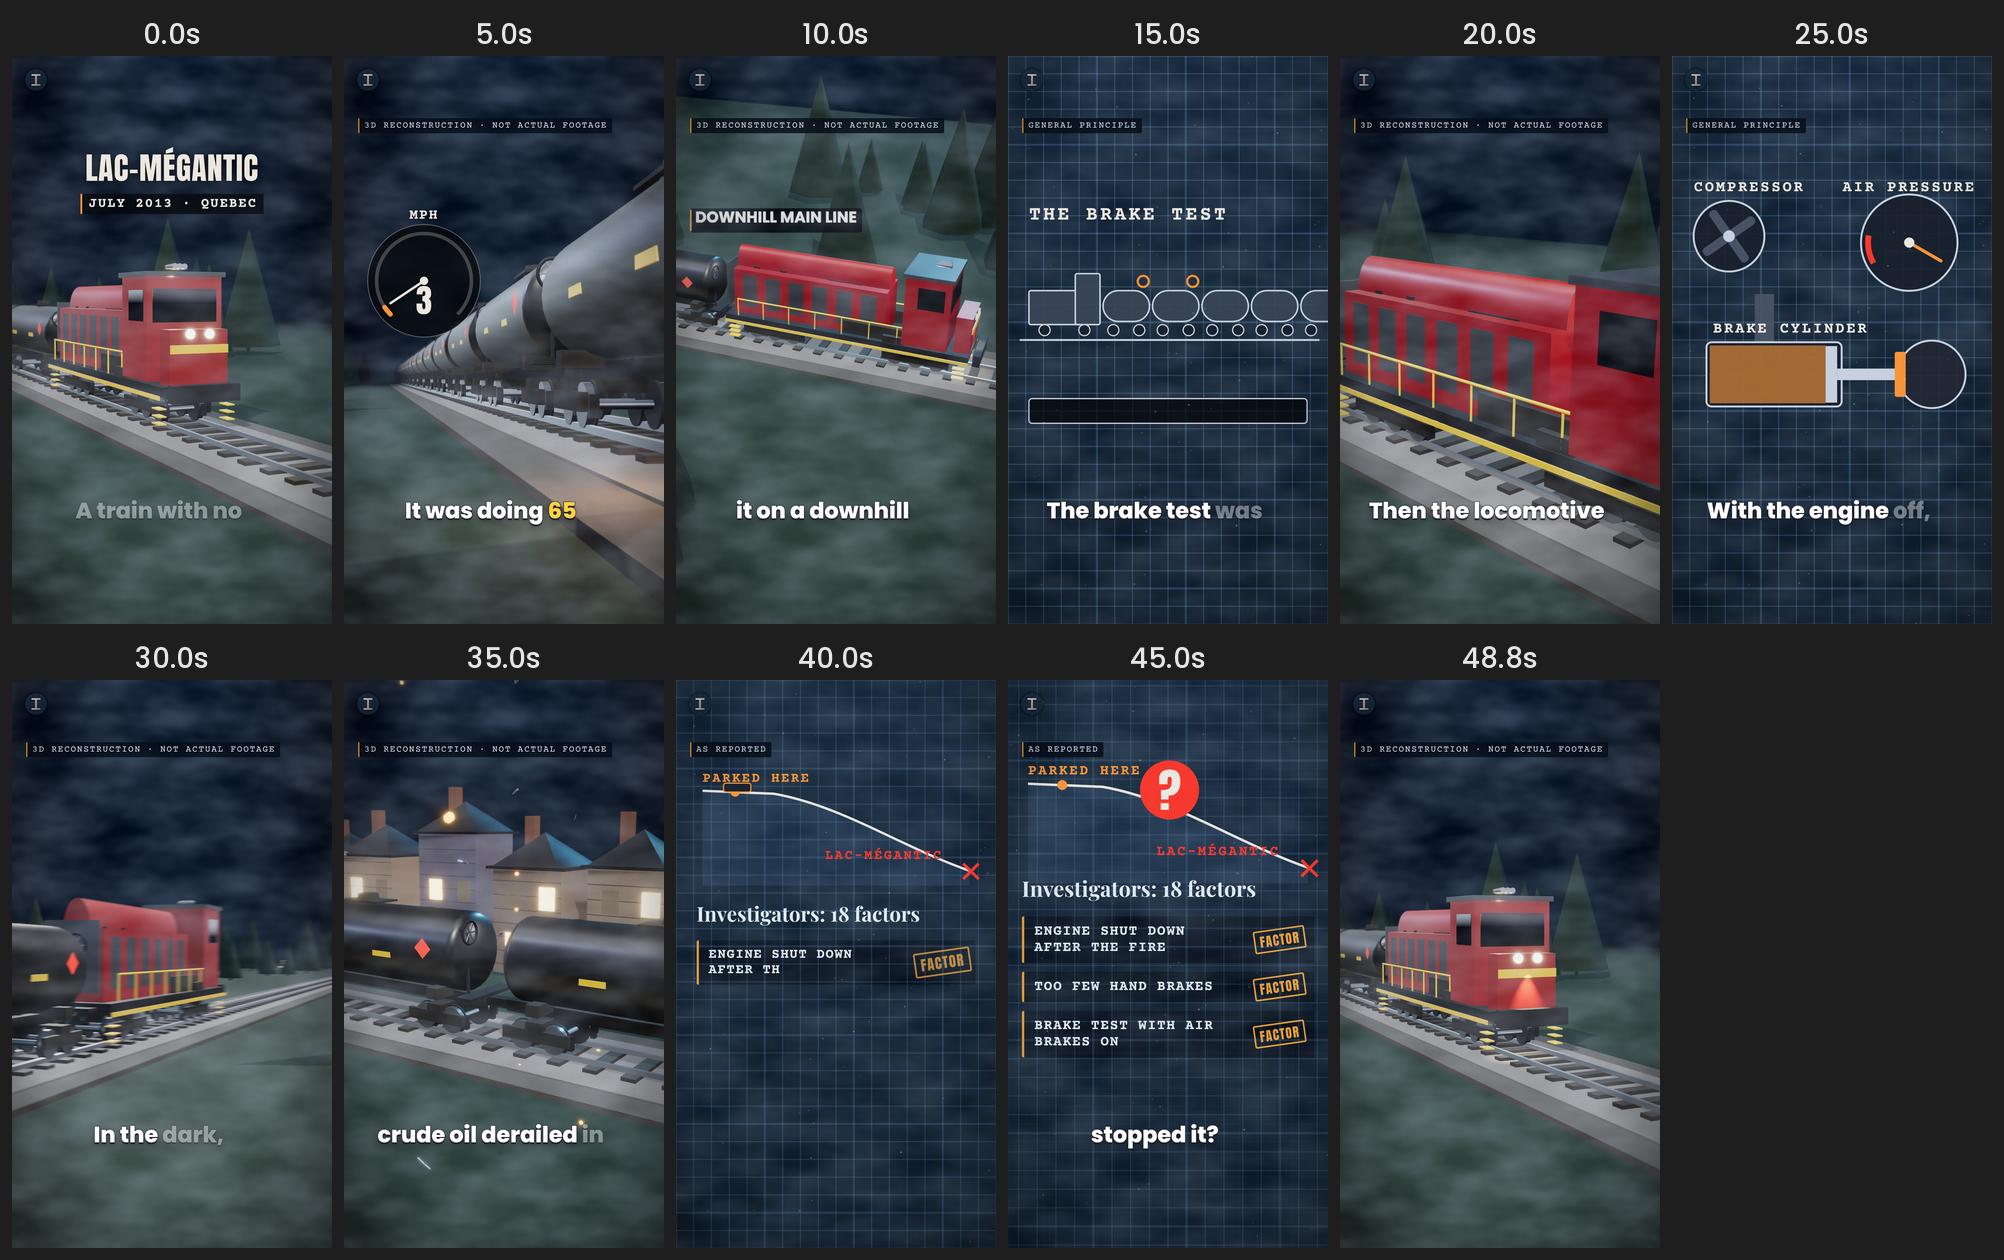 0.0s
5.0s
10.0s
15.0s
20.0s
25.0s
LAC-MÉGANTIC
JULY 2013 · QUEBEC
A train with no
3D RECONSTRUCTION · NOT ACTUAL FOOTAGE
MPH
3
It was doing 65
3D RECONSTRUCTION · NOT ACTUAL FOOTAGE
DOWNHILL MAIN LINE
it on a downhill
GENERAL PRINCIPLE
THE BRAKE TEST
The brake test was
3D RECONSTRUCTION · NOT ACTUAL FOOTAGE
Then the locomotive
GENERAL PRINCIPLE
COMPRESSOR
AIR PRESSURE
BRAKE CYLINDER
With the engine off,
30.0s
35.0s
40.0s
45.0s
48.8s
3D RECONSTRUCTION · NOT ACTUAL FOOTAGE
In the dark,
3D RECONSTRUCTION · NOT ACTUAL FOOTAGE
crude oil derailed in
AS REPORTED
PARKED HERE
LAC-MÉGANTIC
Investigators: 18 factors
ENGINE SHUT DOWN
AFTER TH
FACTOR
AS REPORTED
PARKED HERE
?
LAC-MÉGANTIC
Investigators: 18 factors
ENGINE SHUT DOWN
AFTER THE FIRE
FACTOR
TOO FEW HAND BRAKES
FACTOR
BRAKE TEST WITH AIR
BRAKES ON
FACTOR
stopped it?
3D RECONSTRUCTION · NOT ACTUAL FOOTAGE